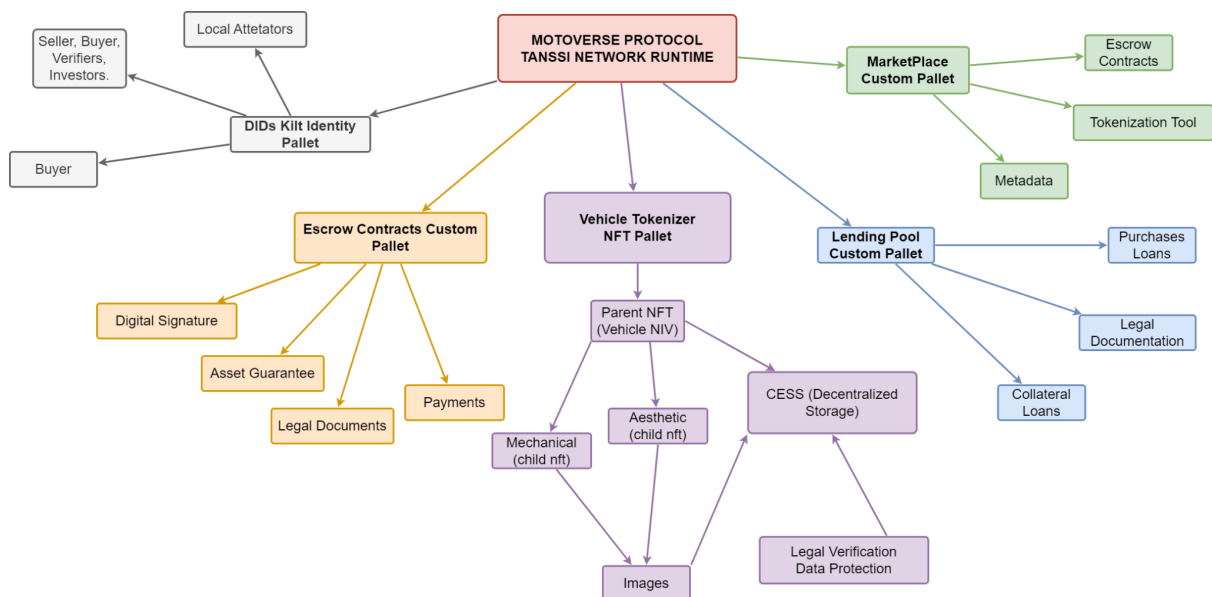 MOTOVERSE PROTOCOL
TANSSI NETWORK RUNTIME
Local Attetators
Seller, Buyer,
Verifiers,
Investors.
DIDs Kilt Identity
Pallet
Buyer
MarketPlace
Custom Pallet
Escrow
Contracts
Tokenization Tool
Metadata
Escrow Contracts Custom
Pallet
Digital Signature
Asset Guarantee
Legal Documents
Payments
Vehicle Tokenizer
NFT Pallet
Parent NFT
(Vehicle NIV)
Mechanical
(child nft)
Aesthetic
(child nft)
CESS (Decentralized
Storage)
Images
Legal Verification
Data Protection
Lending Pool
Custom Pallet
Purchases
Loans
Legal
Documentation
Collateral
Loans